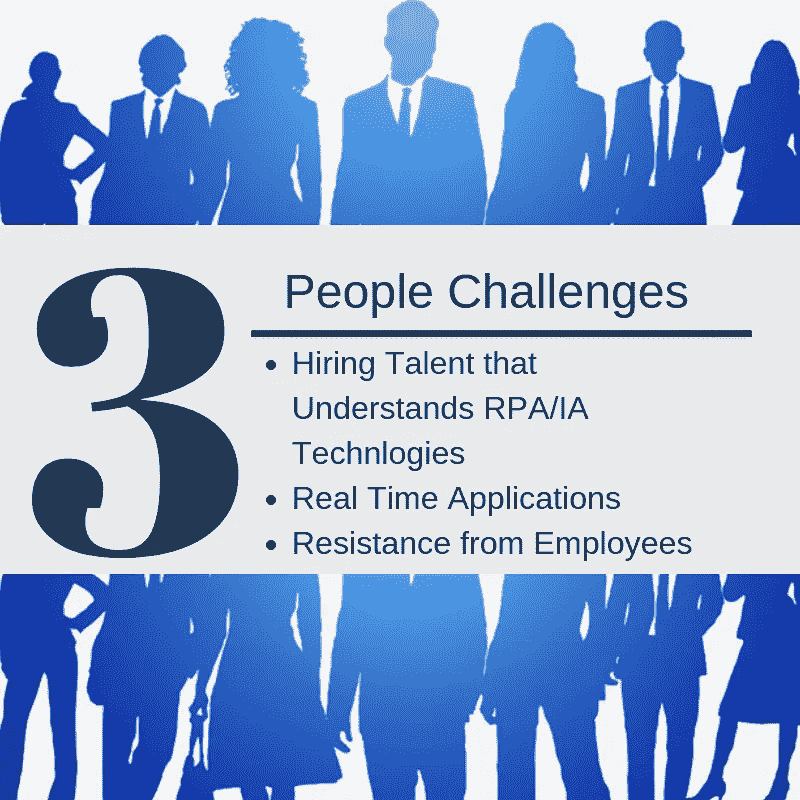 3
People Challenges
• Hiring Talent that
Understands RPA/IA
Technlogies
• Real Time Applications
• Resistance from Employees